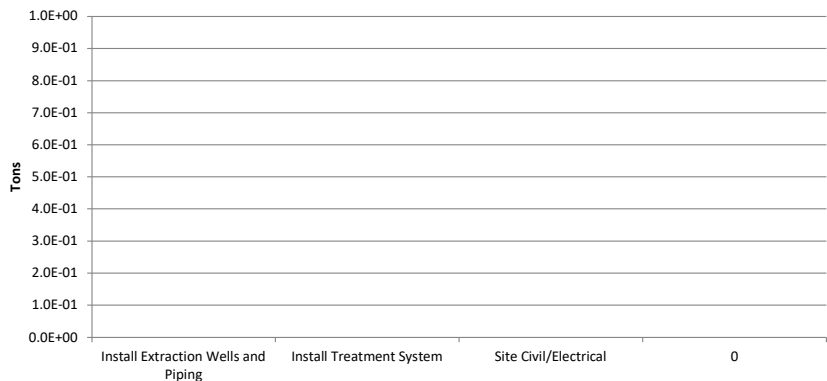 1.0E+00
9.0E-01
8.0E-01
7.0E-01
6.0E-01
5.0E-01
4.0E-01
3.0E-01
2.0E-01
1.0E-01
0.0E+00
Tons
Install Extraction Wells and
Piping
Install Treatment System
Site Civil/Electrical
0